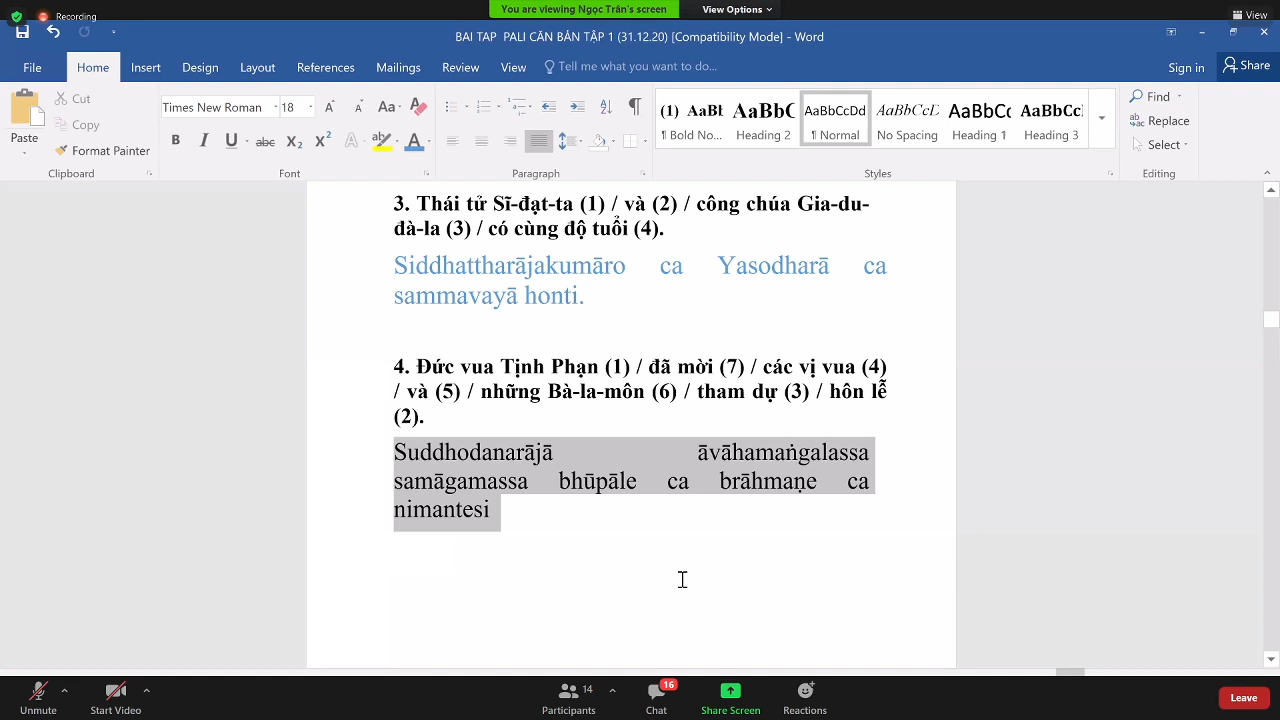 Recording
You are viewing Ngọc Trân's screen
View Options
View
BAI TAP PALI CĂN BẢN TẬP 1 (31.12.20) [Compatibility Mode] - Word
File Home Insert Design Layout References Mailings Review View Tell me what you want to do... Sign in Share
Paste
Cut
Copy
Format Painter
Clipboard
Times New Roman 18
Font
Paragraph
(1) AaBl AaBbC AaBbCcDd AaBbCcD AaBbCc AaBbCc
¶ Bold No... Heading 2 ¶ Normal No Spacing Heading 1 Heading 3
Styles
Find
Replace
Select
Editing
3. Thái tử Sĩ-đạt-ta (1) / và (2) / công chúa Gia-du-
đà-la (3) / có cùng độ tuổi (4).
Siddhattharājakumāro ca Yasodharā ca
sammavayā honti.
4. Đức vua Tịnh Phạn (1) / đã mời (7) / các vị vua (4)
/ và (5) / những Bà-la-môn (6) / tham dự (3) / hôn lễ
(2).
Suddhodanarājā āvāhamaṅgalassa
samāgamassa bhūpāle ca brāhmaṇe ca
nimantesi
Unmute
Start Video
14
Participants
16
Chat
Share Screen
Reactions
Leave